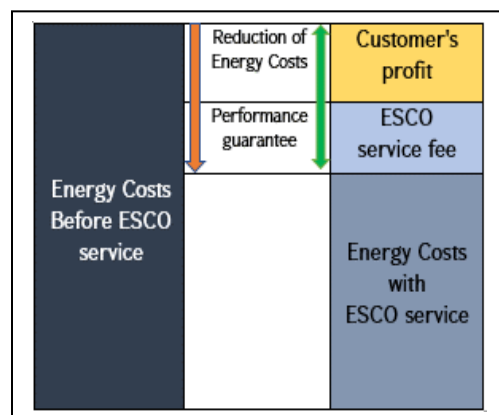 Reduction of
Energy Costs
Customer's
profit
Performance
guarantee
ESCO
service fee
Energy Costs
Before ESCO
service
Energy Costs
with
ESCO service